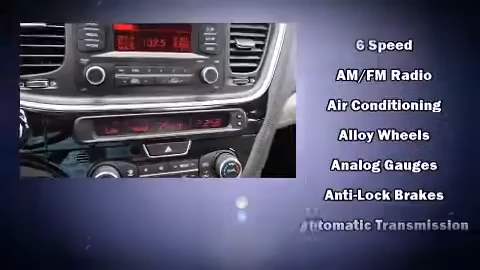 6 Speed
AM/FM Radio
Air Conditioning
Alloy Wheels
Analog Gauges
Anti-Lock Brakes
Automatic Transmission